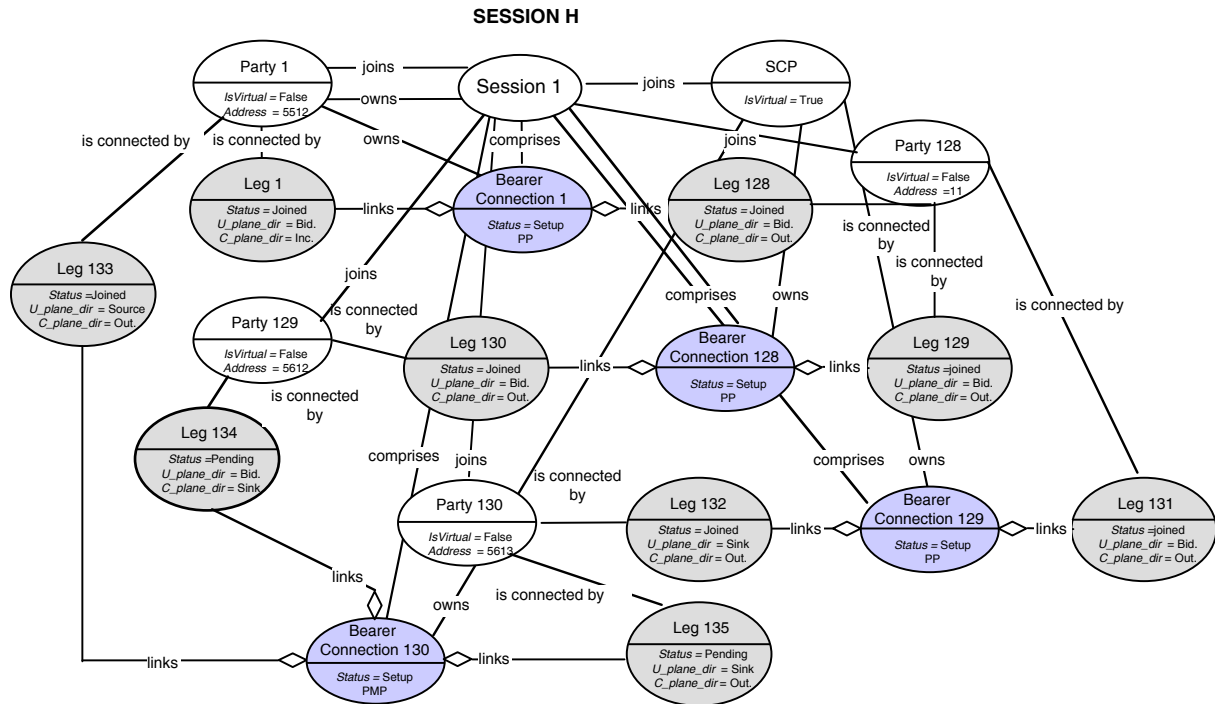 SESSION H
Party 1
IsVirtual = False
Address = 5512
joins
owns
owns
Session 1
joins
SCP
IsVirtual = True
is connected by
is connected by
comprises
joins
Party 128
IsVirtual = False
Address =11
Leg 1
Status = Joined
U_plane_dir = Bid.
C_plane_dir = Inc.
links
Bearer
Connection 1
Status = Setup
PP
links
Leg 128
Status = Joined
U_plane_dir = Bid.
C_plane_dir = Out.
is connected
by
is connected
by
Leg 133
Status =Joined
U_plane_dir = Source
C_plane_dir = Out.
joins
is connected
by
comprises
owns
is connected by
Party 129
IsVirtual = False
Address = 5612
Leg 130
Status = Joined
U_plane_dir = Bid.
C_plane_dir = Out.
links
Bearer
Connection 128
Status = Setup
PP
links
Leg 129
Status =joined
U_plane_dir = Bid.
C_plane_dir = Out.
is connected
by
Leg 134
Status =Pending
U_plane_dir = Bid.
C_plane_dir = Sink
comprises
joins
is connected
by
comprises
owns
Party 130
IsVirtual = False
Address = 5613
Leg 132
Status = Joined
U_plane_dir = Sink
C_plane_dir = Out.
links
Bearer
Connection 129
Status = Setup
PP
links
Leg 131
Status =joined
U_plane_dir = Bid.
C_plane_dir = Out.
links
owns
is connected by
links
Bearer
Connection 130
Status = Setup
PMP
links
Leg 135
Status = Pending
U_plane_dir = Sink
C_plane_dir = Out.